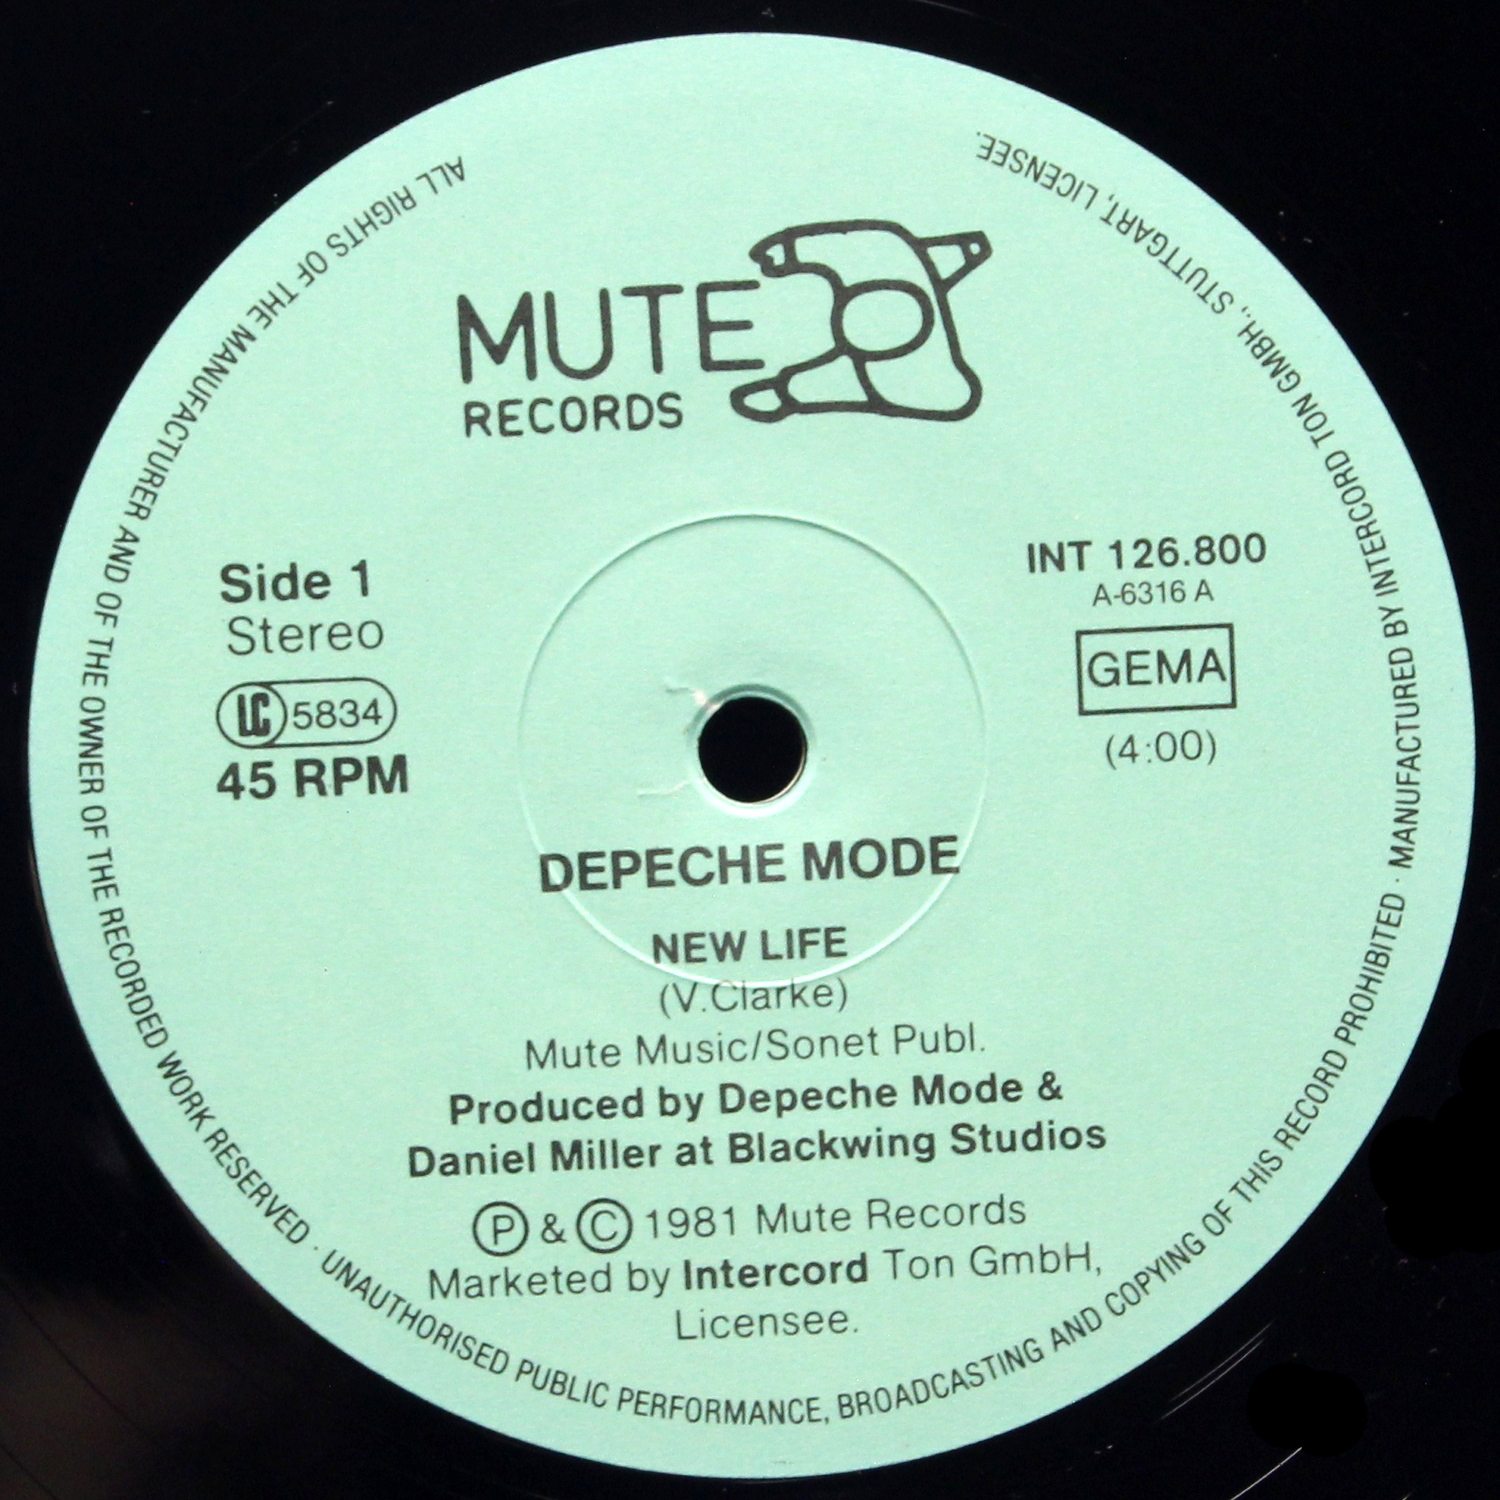 MUTE
RECORDS
Side 1
Stereo
LC 5834
45 RPM
INT 126.800
A-6316 A
GEMA
(4:00)
DEPECHE MODE
NEW LIFE
(V.Clarke)
Mute Music/Sonet Publ.
Produced by Depeche Mode &
Daniel Miller at Blackwing Studios
Ⓟ & © 1981 Mute Records
Marketed by Intercord Ton GmbH,
Licensee.
ALL RIGHTS OF THE MANUFACTURER AND OF THE OWNER OF THE RECORDED WORK RESERVED · UNAUTHORISED PUBLIC PERFORMANCE, BROADCASTING AND COPYING OF THIS RECORD PROHIBITED · MANUFACTURED BY INTERCORD TON GMBH., STUTTGART, LICENSEE.